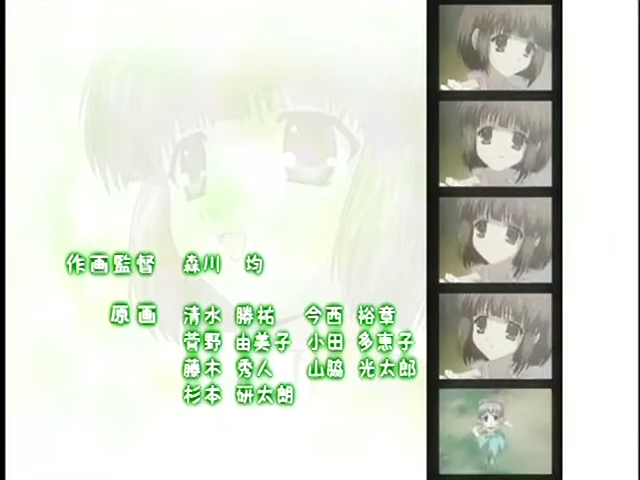 作画監督 森川 均
原画 清水 勝祐 今西 裕章
菅野 由美子 小田 多恵子
藤木 秀人 山脇 光太郎
杉本 研太朗